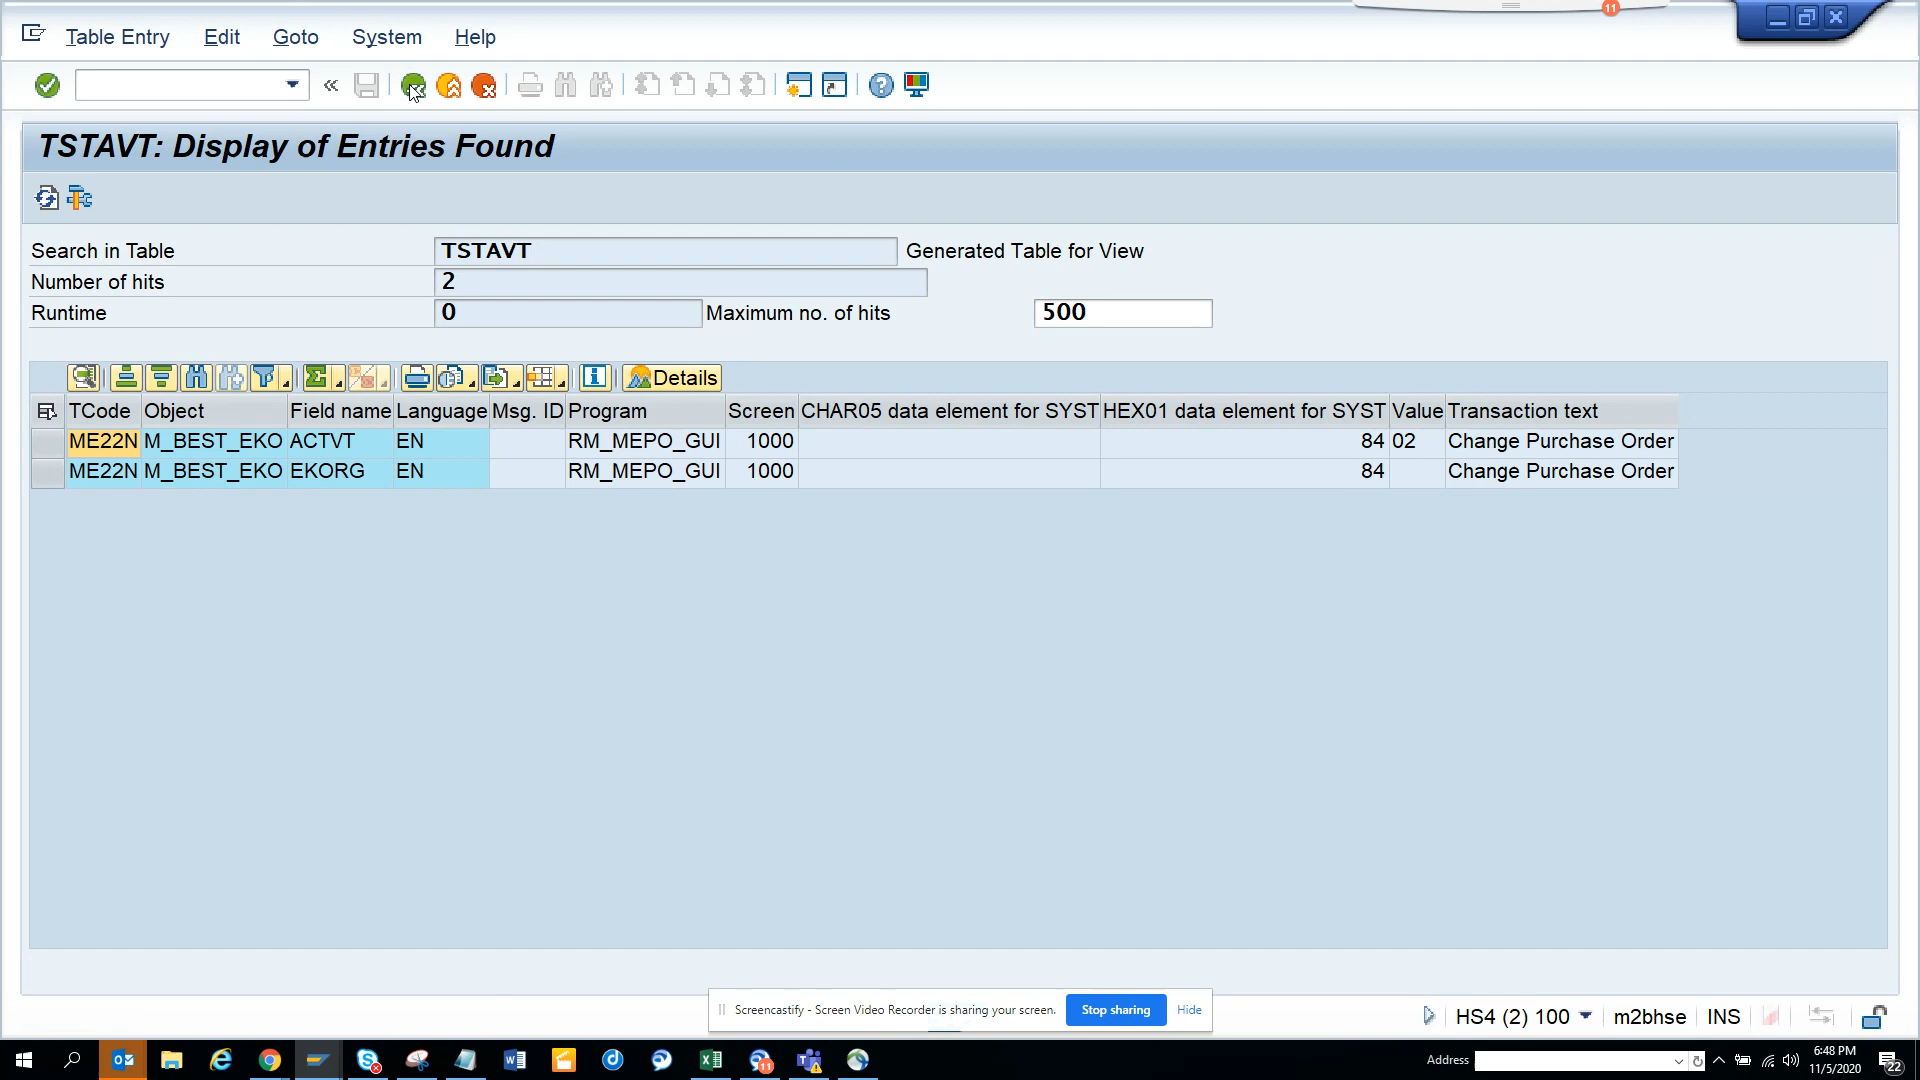 11
Table Entry Edit Goto System Help
TSTAVT: Display of Entries Found
Search in Table TSTAVT Generated Table for View
Number of hits 2
Runtime 0 Maximum no. of hits 500
Details
TCode Object Field name Language Msg. ID Program Screen CHAR05 data element for SYST HEX01 data element for SYST Value Transaction text
ME22N M_BEST_EKO ACTVT EN RM_MEPO_GUI 1000 84 02 Change Purchase Order
ME22N M_BEST_EKO EKORG EN RM_MEPO_GUI 1000 84 Change Purchase Order
Screencastify - Screen Video Recorder is sharing your screen. Stop sharing Hide
HS4 (2) 100 m2bhse INS
11 Address 6:48 PM
11/5/2020 22